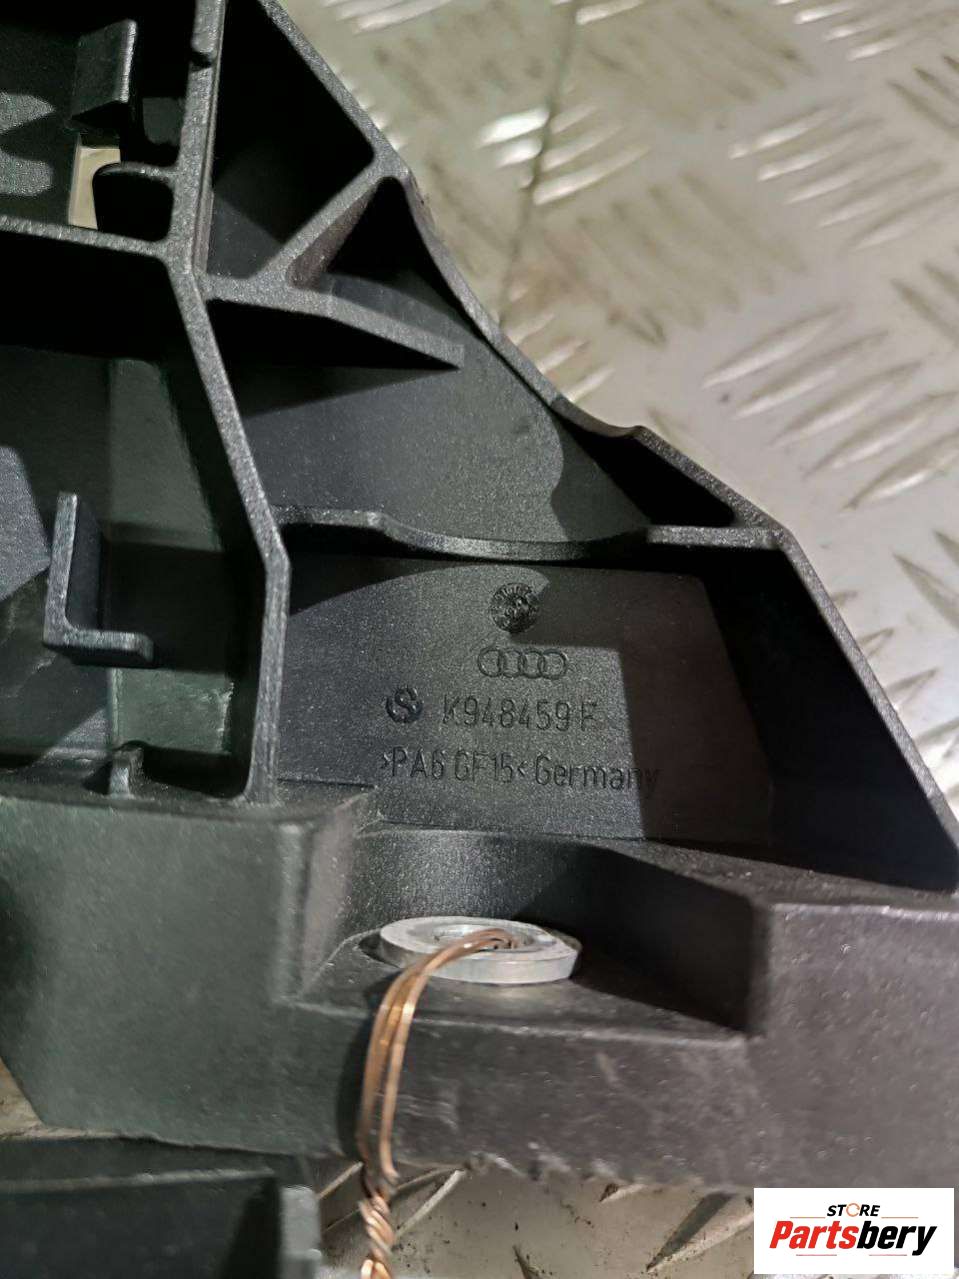 K948459 F
>PA6 GF15< Germany
STORE
Partsbery